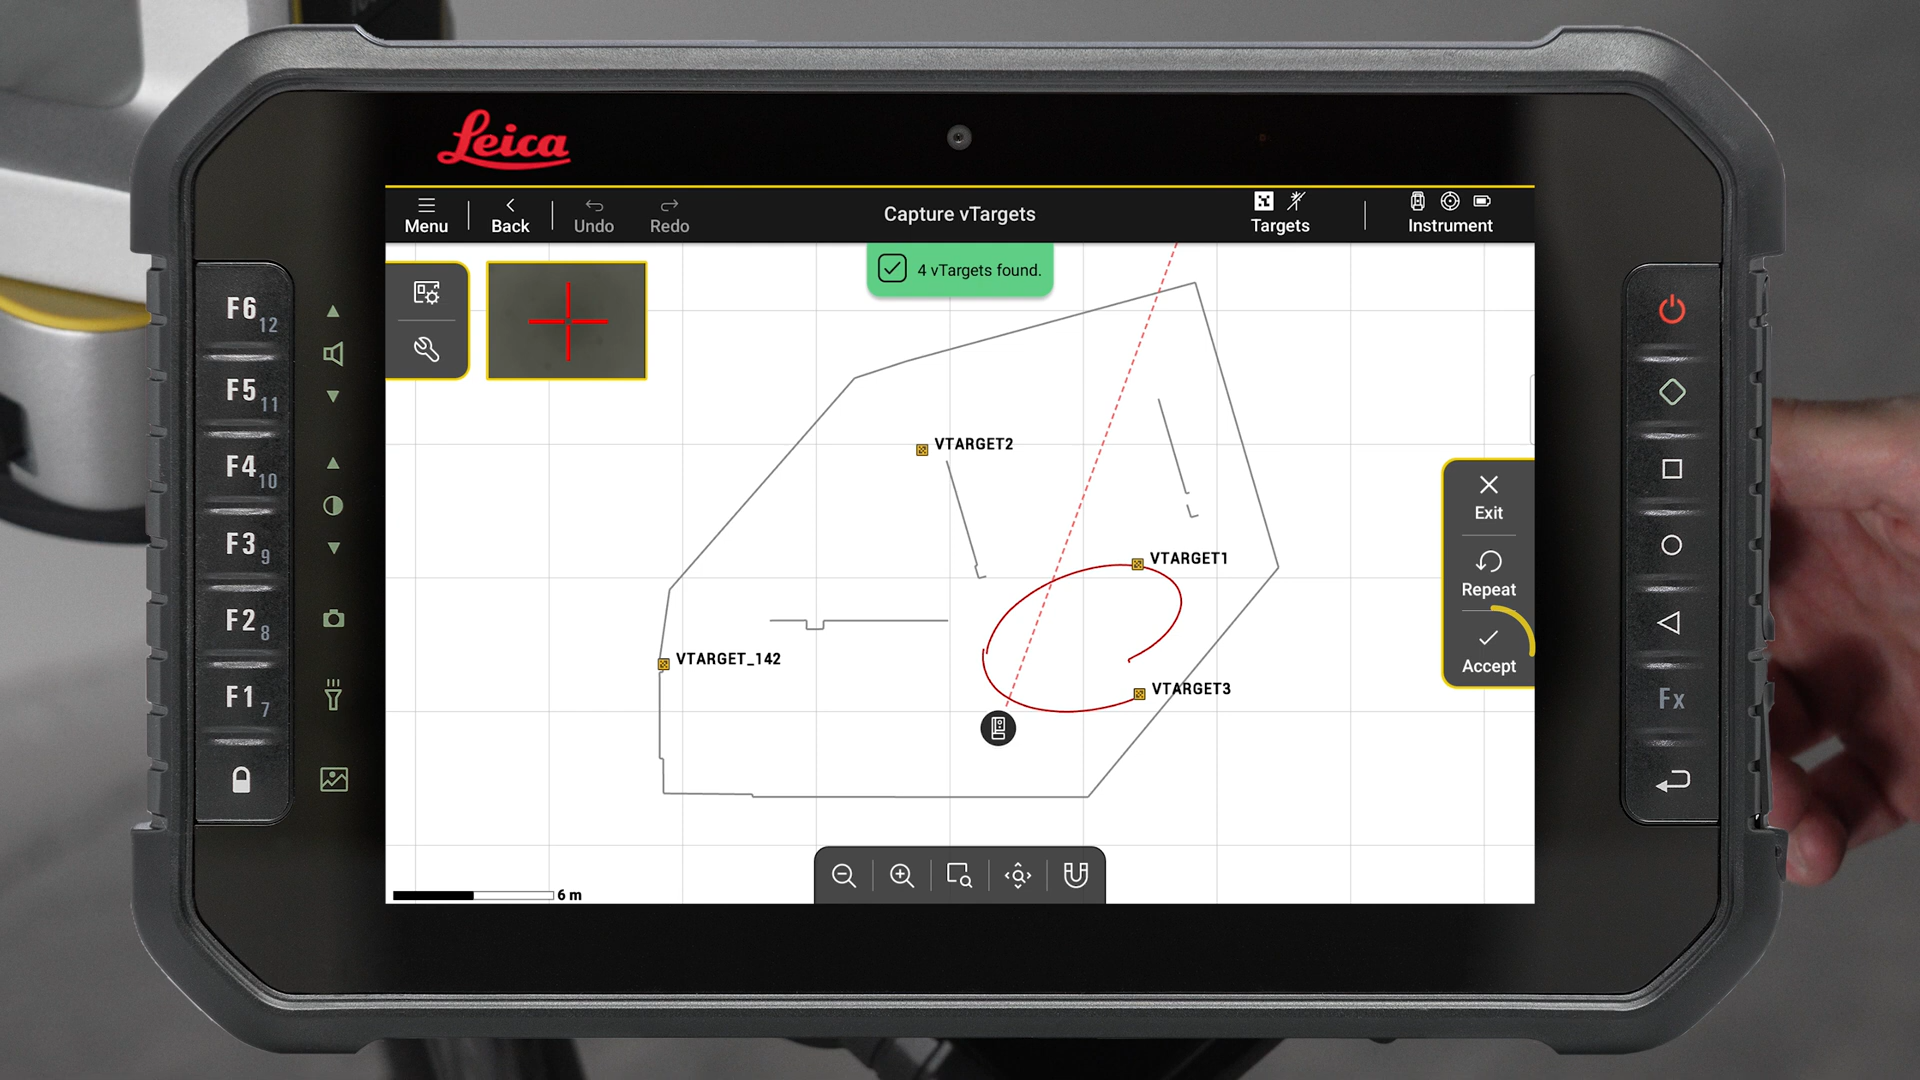 Leica
Menu
Back
Undo
Redo
Capture vTargets
Targets
Instrument
4 vTargets found.
F6 12
F5 11
F4 10
F3 9
F2 8
F1 7
VTARGET2
VTARGET1
VTARGET_142
VTARGET3
Exit
Repeat
Accept
Fx
6 m